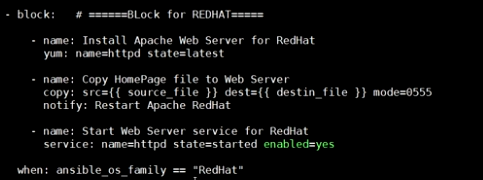 - block:   # ======BLock for REDHAT=====
- name: Install Apache Web Server for RedHat
yum: name=httpd state=latest
- name: Copy HomePage file to Web Server
copy: src={{ source_file }} dest={{ destin_file }} mode=0555
notify: Restart Apache RedHat
- name: Start Web Server service for RedHat
service: name=httpd state=started enabled=yes
when: ansible_os_family == "RedHat"